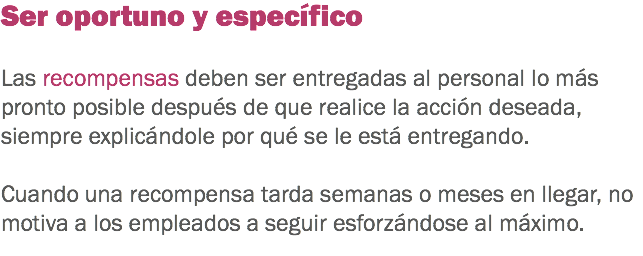 Ser oportuno y específico
Las recompensas deben ser entregadas al personal lo más
pronto posible después de que realice la acción deseada,
siempre explicándole por qué se le está entregando.
Cuando una recompensa tarda semanas o meses en llegar, no
motiva a los empleados a seguir esforzándose al máximo.